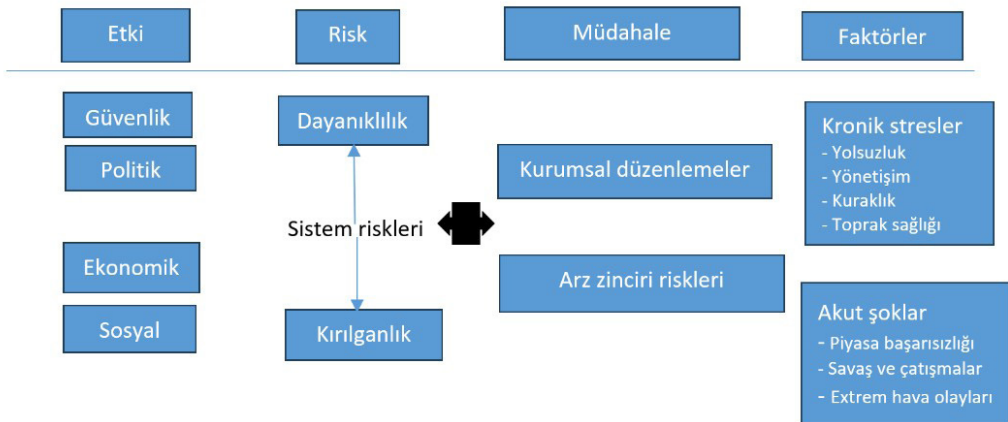 Etki
Risk
Müdahale
Faktörler
Güvenlik
Politik
Ekonomik
Sosyal
Dayanıklılık
Sistem riskleri
Kırılganlık
Kurumsal düzenlemeler
Arz zinciri riskleri
Kronik stresler
- Yolsuzluk
- Yönetişim
- Kuraklık
- Toprak sağlığı
Akut şoklar
- Piyasa başarısızlığı
- Savaş ve çatışmalar
- Extrem hava olayları